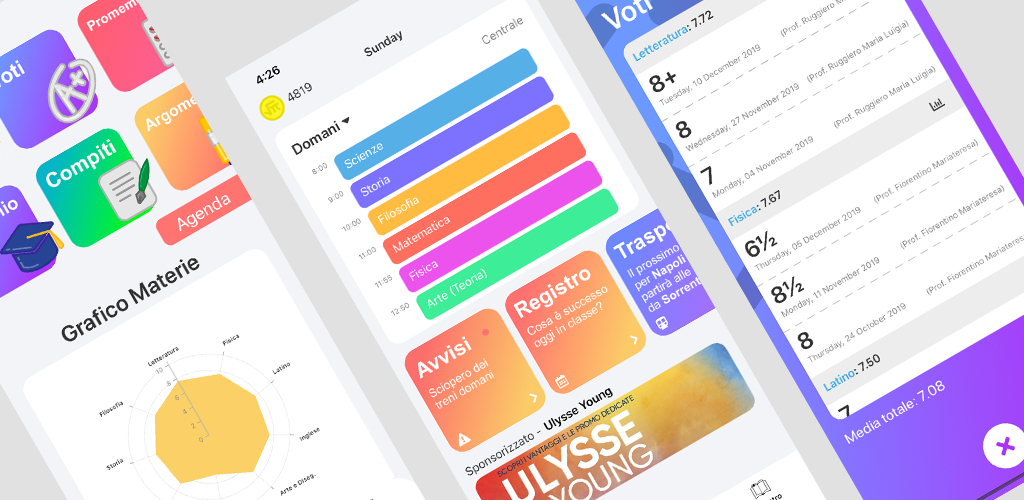 Voti
Compiti
Agenda
Grafico Materie
Letteratura
Fisica
Latino
Inglese
Arte e Diseg.
Storia
Filosofia
10
8
6
4
2
0
A+
4:26
Sunday
Centrale
4819
Domani
8:00
Scienze
9:00
Storia
10:00
Filosofia
11:00
Matematica
11:55
Fisica
12:50
Arte (Teoria)
Avvisi
Sciopero dei
treni domani
Registro
Cosa è successo
oggi in classe?
Il prossimo
per Napoli
partirà alle
da Sorrent
Sponsorizzato - Ulysse Young
SCOPRI I VANTAGGI E LE PROMO DEDICATE
ULYSSE
YOUNG
Voti
Letteratura: 7.72
8+
Tuesday, 10 December 2019
(Prof. Ruggiero Maria Luigia)
8
Wednesday, 27 November 2019
(Prof. Ruggiero Maria Luigia)
7
Monday, 04 November 2019
(Prof. Ruggiero Maria Luigia)
Fisica: 7.67
6½
Thursday, 05 December 2019
(Prof. Fiorentino Mariateresa)
8½
Monday, 11 November 2019
(Prof. Fiorentino Mariateresa)
8
Thursday, 24 October 2019
(Prof. Fiorentino Mariateresa)
Latino: 7.50
7
Media totale: 7.08